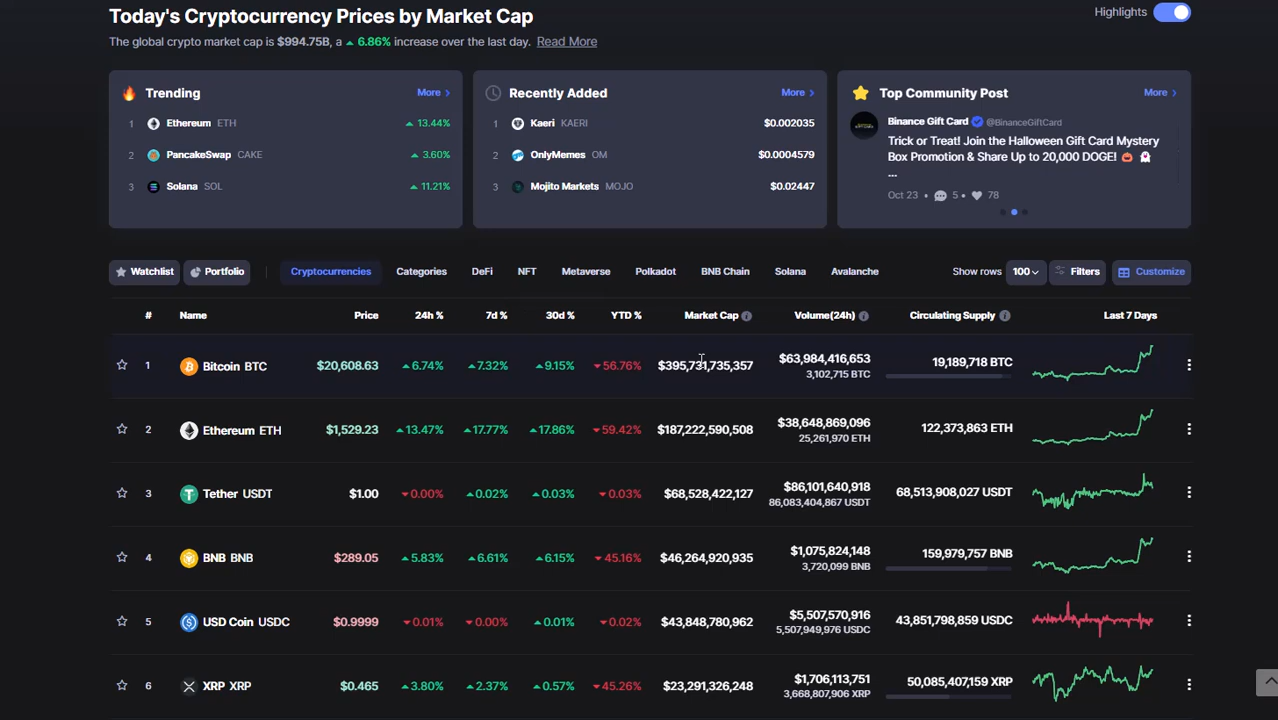 Today's Cryptocurrency Prices by Market Cap
Highlights
The global crypto market cap is $994.75B, a 6.86% increase over the last day. Read More
Trending
More
1 Ethereum ETH 13.44%
2 PancakeSwap CAKE 3.60%
3 Solana SOL 11.21%
Recently Added
More
1 Kaeri KAERI $0.002035
2 OnlyMemes OM $0.0004579
3 Mojito Markets MOJO $0.02447
Top Community Post
More
Binance Gift Card @BinanceGiftCard
Trick or Treat! Join the Halloween Gift Card Mystery
Box Promotion & Share Up to 20,000 DOGE!
...
Oct 23 • 5 • 78
Watchlist Portfolio Cryptocurrencies Categories DeFi NFT Metaverse Polkadot BNB Chain Solana Avalanche Show rows 100 Filters Customize
# Name Price 24h % 7d % 30d % YTD % Market Cap Volume(24h) Circulating Supply Last 7 Days
1 Bitcoin BTC $20,608.63 6.74% 7.32% 9.15% 56.76% $395,731,735,357 $63,984,416,653 19,189,718 BTC
3,102,715 BTC
2 Ethereum ETH $1,529.23 13.47% 17.77% 17.86% 59.42% $187,222,590,508 $38,648,869,096 122,373,863 ETH
25,261,970 ETH
3 Tether USDT $1.00 0.00% 0.02% 0.03% 0.03% $68,528,422,127 $86,101,640,918 68,513,908,027 USDT
86,083,404,867 USDT
4 BNB BNB $289.05 5.83% 6.61% 6.15% 45.16% $46,264,920,935 $1,075,824,148 159,979,757 BNB
3,720,099 BNB
5 USD Coin USDC $0.9999 0.01% 0.00% 0.01% 0.02% $43,848,780,962 $5,507,570,916 43,851,798,859 USDC
5,507,949,976 USDC
6 XRP XRP $0.465 3.80% 2.37% 0.57% 45.26% $23,291,326,248 $1,706,113,751 50,085,407,159 XRP
3,668,807,906 XRP